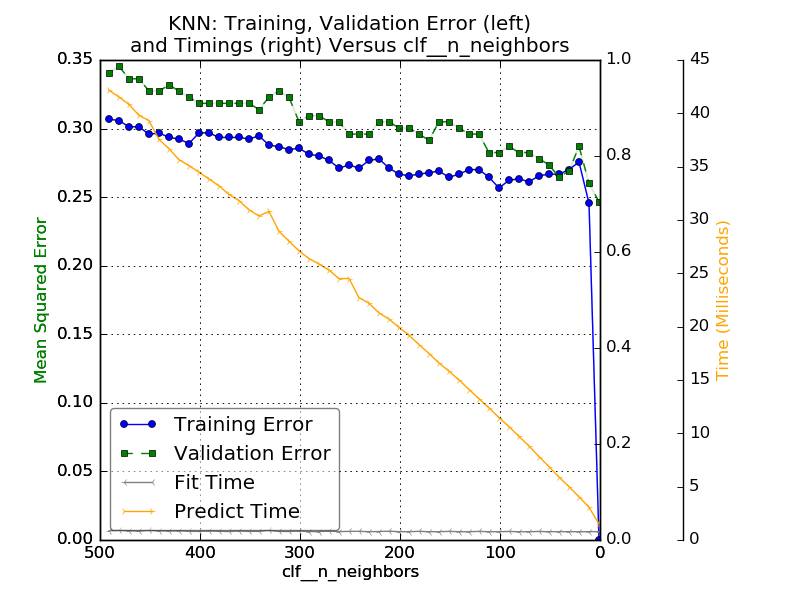 KNN: Training, Validation Error (left)
and Timings (right) Versus clf__n_neighbors
0.35
0.30
0.25
0.20
0.15
0.10
0.05
0.00
Mean Squared Error
1.0
0.8
0.6
0.4
0.2
0.0
45
40
35
30
25
20
15
10
5
0
Time (Milliseconds)
Training Error
Validation Error
Fit Time
Predict Time
500 400 300 200 100 0
clf__n_neighbors